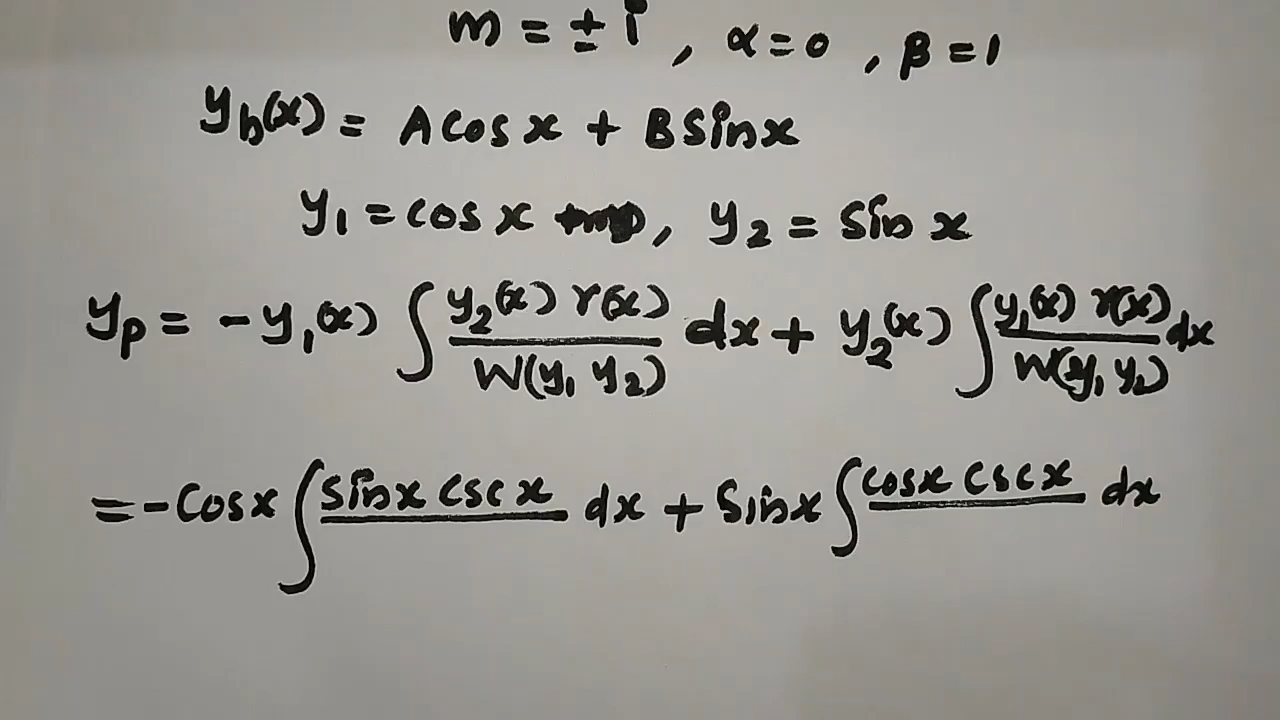 m = ± i , α = 0 , β = 1
y_h(x) = A cos x + B sin x
y_1 = cos x , y_2 = sin x
y_p = -y_1(x) ∫ y_2(x) r(x) / W(y_1 y_2) dx + y_2(x) ∫ y_1(x) r(x) / W(y_1 y_2) dx
= - cos x ∫ sin x csc x / dx + sin x ∫ cos x csc x / dx